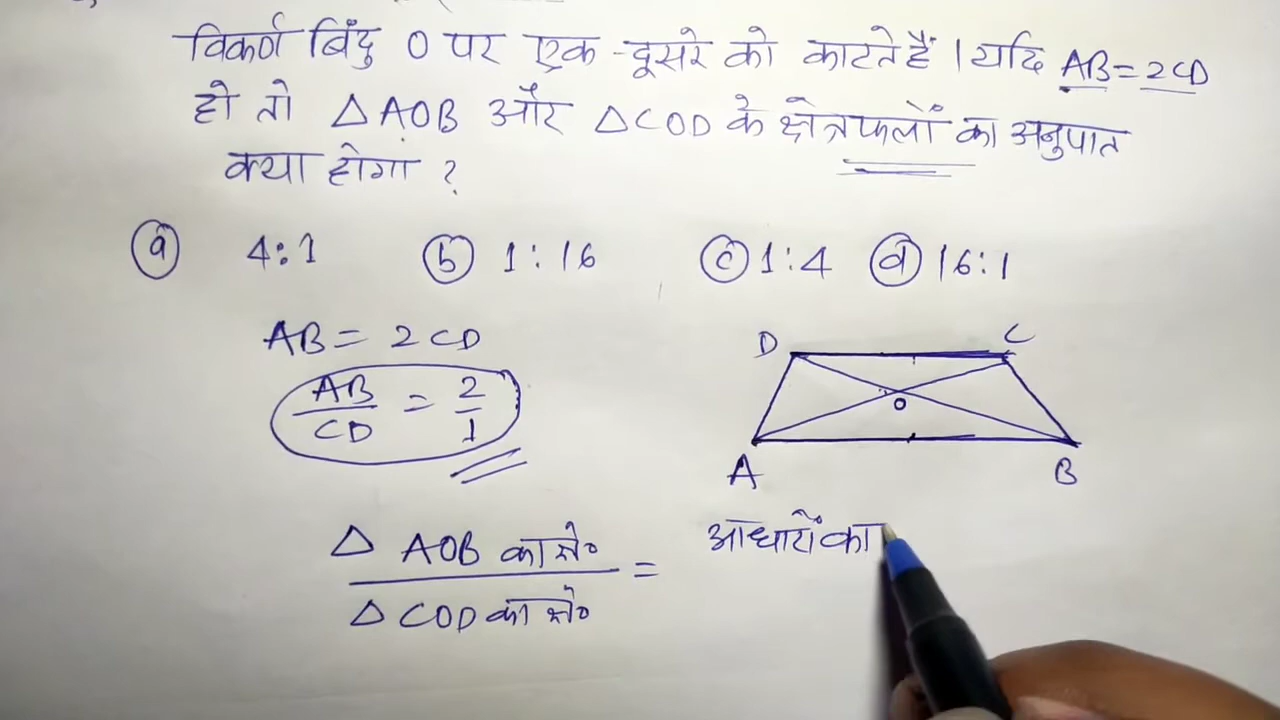 विकर्ण बिंदु O पर एक-दूसरे को काटते हैं । यदि AB = 2CD
हो तो △AOB और △COD के क्षेत्रफलों का अनुपात
क्या होगा ?
(a) 4:1 (b) 1:16 (c) 1:4 (d) 16:1
AB = 2CD
AB/CD = 2/1
D C
O
A B
△ AOB का क्षे० / △ COD का क्षे० =
आधारों का